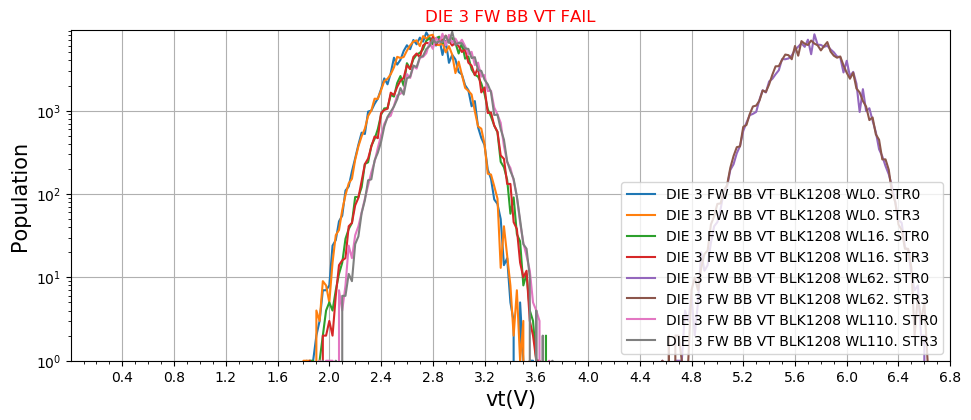 DIE 3 FW BB VT FAIL
Population
10³
10²
10¹
10⁰
DIE 3 FW BB VT BLK1208 WL0. STR0
DIE 3 FW BB VT BLK1208 WL0. STR3
DIE 3 FW BB VT BLK1208 WL16. STR0
DIE 3 FW BB VT BLK1208 WL16. STR3
DIE 3 FW BB VT BLK1208 WL62. STR0
DIE 3 FW BB VT BLK1208 WL62. STR3
DIE 3 FW BB VT BLK1208 WL110. STR0
DIE 3 FW BB VT BLK1208 WL110. STR3
0.4 0.8 1.2 1.6 2.0 2.4 2.8 3.2 3.6 4.0 4.4 4.8 5.2 5.6 6.0 6.4 6.8
vt(V)